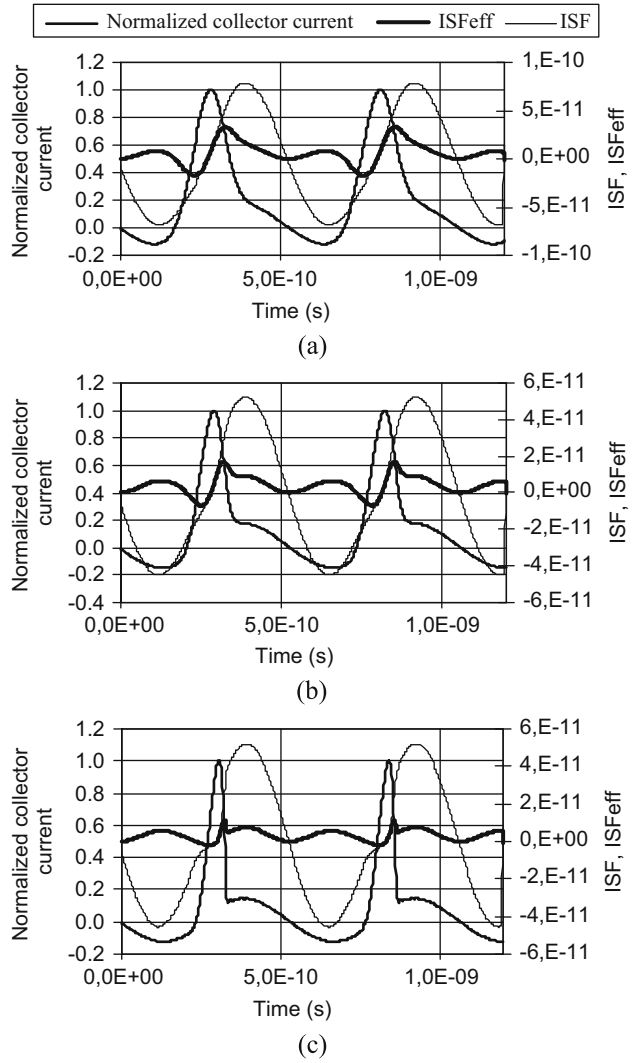 Normalized collector current ISFeff ISF
Normalized collector
current
1.2
1.0
0.8
0.6
0.4
0.2
0.0
-0.2
1,E-10
5,E-11
0,E+00
-5,E-11
-1,E-10
ISF, ISFeff
0,0E+00 5,0E-10 1,0E-09
Time (s)
(a)
Normalized collector
current
1.2
1.0
0.8
0.6
0.4
0.2
0.0
-0.2
-0.4
6,E-11
4,E-11
2,E-11
0,E+00
-2,E-11
-4,E-11
-6,E-11
ISF, ISFeff
0,0E+00 5,0E-10 1,0E-09
Time (s)
(b)
Normalized collector
current
1.2
1.0
0.8
0.6
0.4
0.2
0.0
-0.2
6,E-11
4,E-11
2,E-11
0,E+00
-2,E-11
-4,E-11
-6,E-11
ISF, ISFeff
0,0E+00 5,0E-10 1,0E-09
Time (s)
(c)